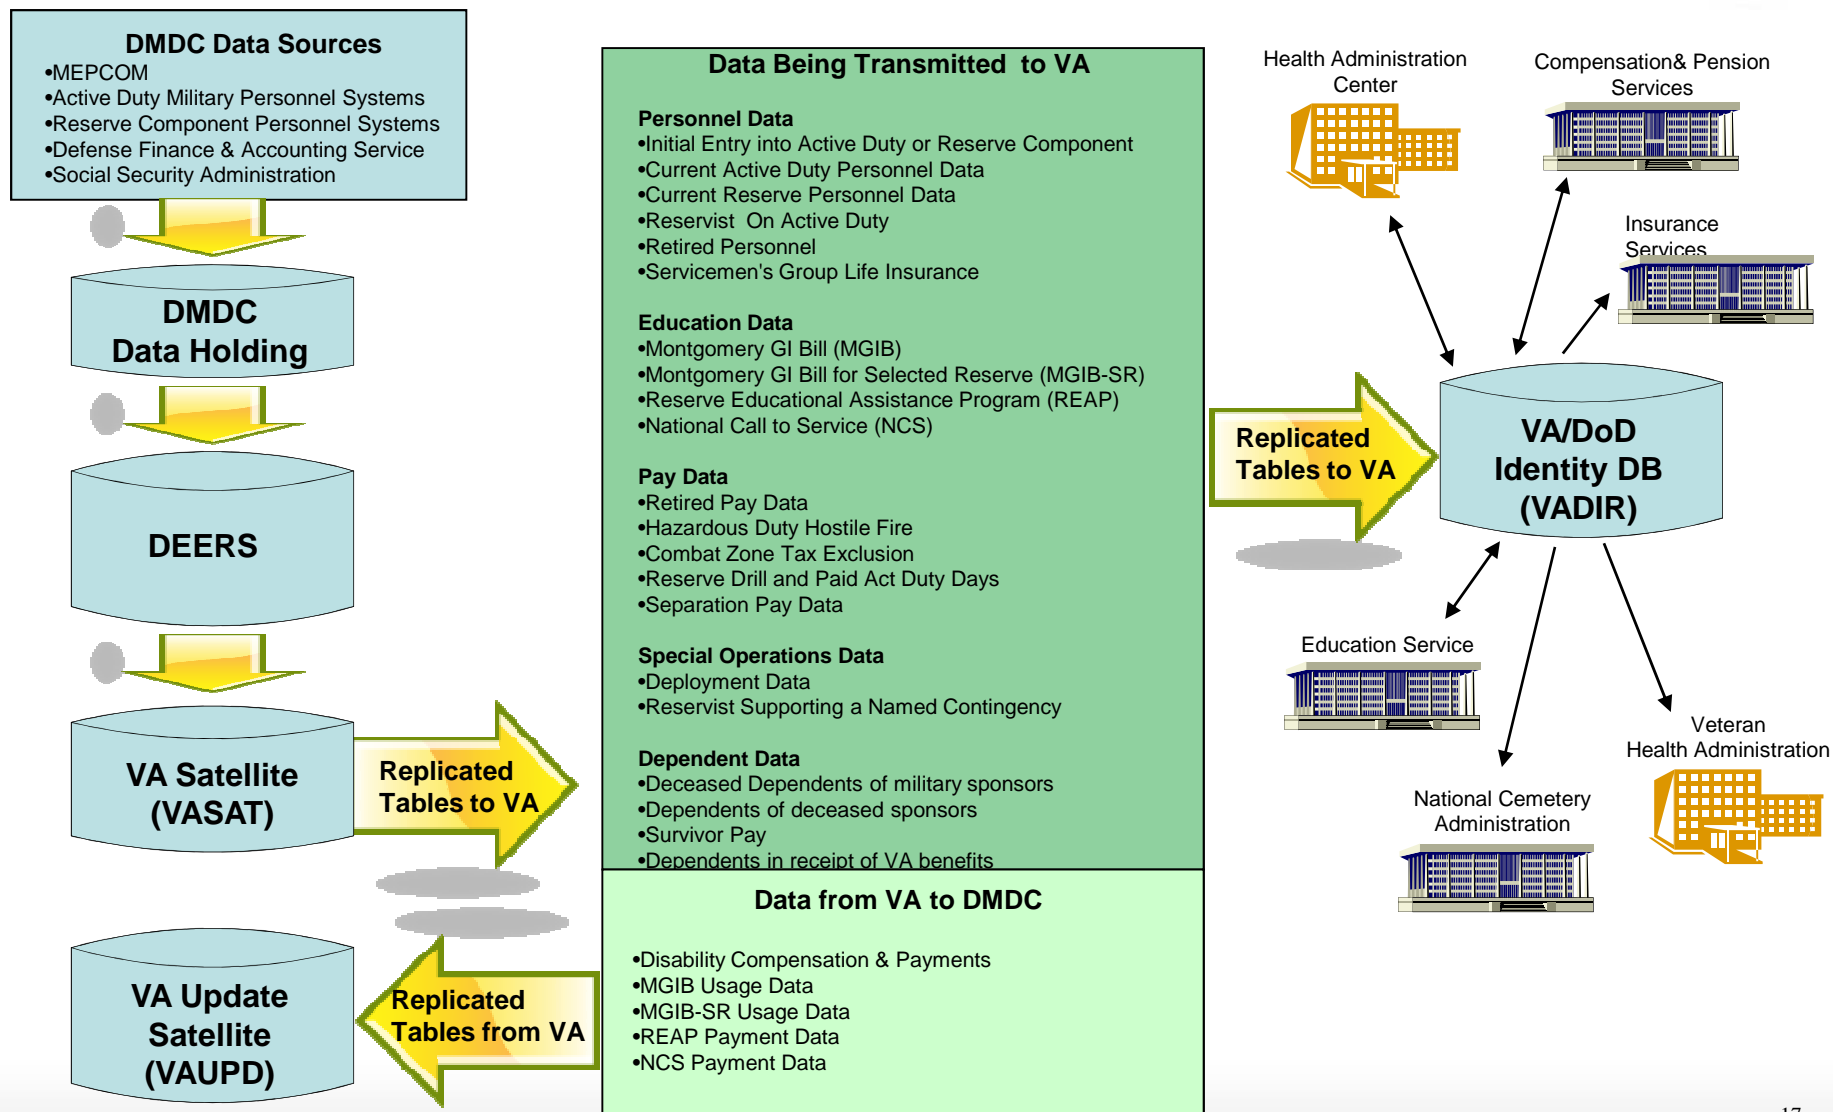 DMDC Data Sources
•MEPCOM
•Active Duty Military Personnel Systems
•Reserve Component Personnel Systems
•Defense Finance & Accounting Service
•Social Security Administration
DMDC
Data Holding
DEERS
VA Satellite
(VASAT)
Replicated
Tables to VA
VA Update
Satellite
(VAUPD)
Replicated
Tables from VA
Data Being Transmitted to VA
Personnel Data
•Initial Entry into Active Duty or Reserve Component
•Current Active Duty Personnel Data
•Current Reserve Personnel Data
•Reservist On Active Duty
•Retired Personnel
•Servicemen's Group Life Insurance
Education Data
•Montgomery GI Bill (MGIB)
•Montgomery GI Bill for Selected Reserve (MGIB-SR)
•Reserve Educational Assistance Program (REAP)
•National Call to Service (NCS)
Pay Data
•Retired Pay Data
•Hazardous Duty Hostile Fire
•Combat Zone Tax Exclusion
•Reserve Drill and Paid Act Duty Days
•Separation Pay Data
Special Operations Data
•Deployment Data
•Reservist Supporting a Named Contingency
Dependent Data
•Deceased Dependents of military sponsors
•Dependents of deceased sponsors
•Survivor Pay
•Dependents in receipt of VA benefits
Data from VA to DMDC
•Disability Compensation & Payments
•MGIB Usage Data
•MGIB-SR Usage Data
•REAP Payment Data
•NCS Payment Data
Replicated
Tables to VA
Health Administration
Center
Compensation& Pension
Services
Insurance
Services
VA/DoD
Identity DB
(VADIR)
Education Service
Veteran
Health Administration
National Cemetery
Administration
17